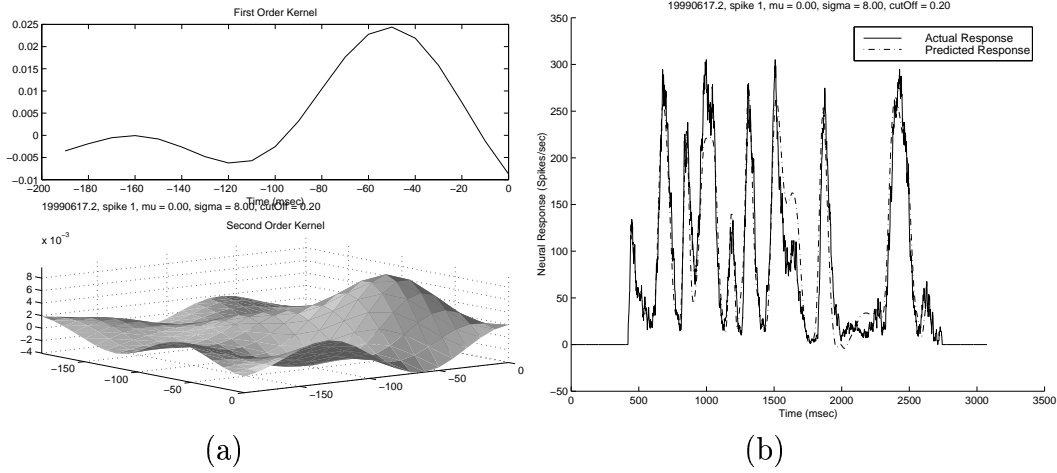 First Order Kernel
0.025
0.02
0.015
0.01
0.005
0
−0.005
−0.01
−200 −180 −160 −140 −120 −100 −80 −60 −40 −20 0
Time (msec)
19990617.2, spike 1, mu = 0.00, sigma = 8.00, cutOff = 0.20
Second Order Kernel
x 10−3
8
6
4
2
0
−2
−4
−150
−100
−50
0
−150
−100
−50
0
(a)
19990617.2, spike 1, mu = 0.00, sigma = 8.00, cutOff = 0.20
350
300
250
200
150
100
50
0
−50
Neural Response (Spikes/sec)
Actual Response
Predicted Response
0 500 1000 1500 2000 2500 3000 3500
Time (msec)
(b)